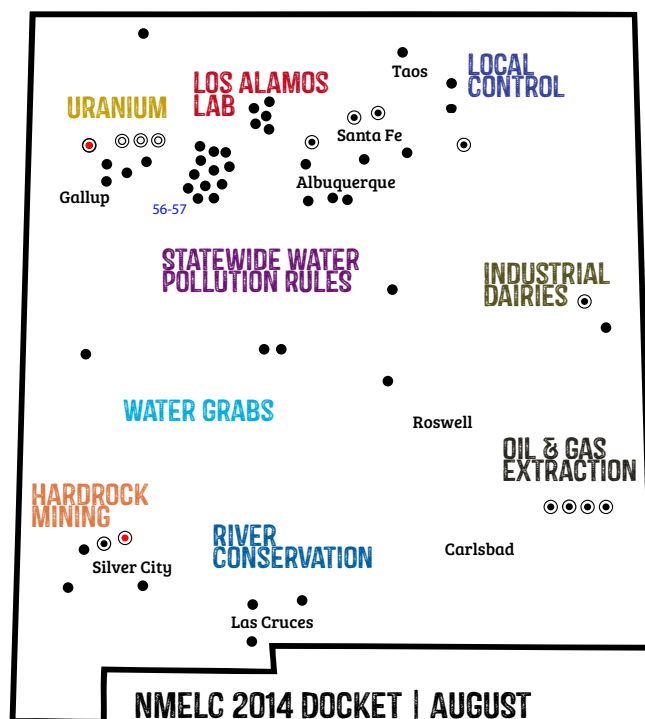 Taos
LOCAL
CONTROL
LOS ALAMOS
LAB
URANIUM
Santa Fe
Albuquerque
Gallup
56-57
STATEWIDE WATER
POLLUTION RULES
INDUSTRIAL
DAIRIES
WATER GRABS
Roswell
OIL & GAS
EXTRACTION
HARDROCK
MINING
RIVER
CONSERVATION
Carlsbad
Silver City
Las Cruces
NMELC 2014 DOCKET | AUGUST